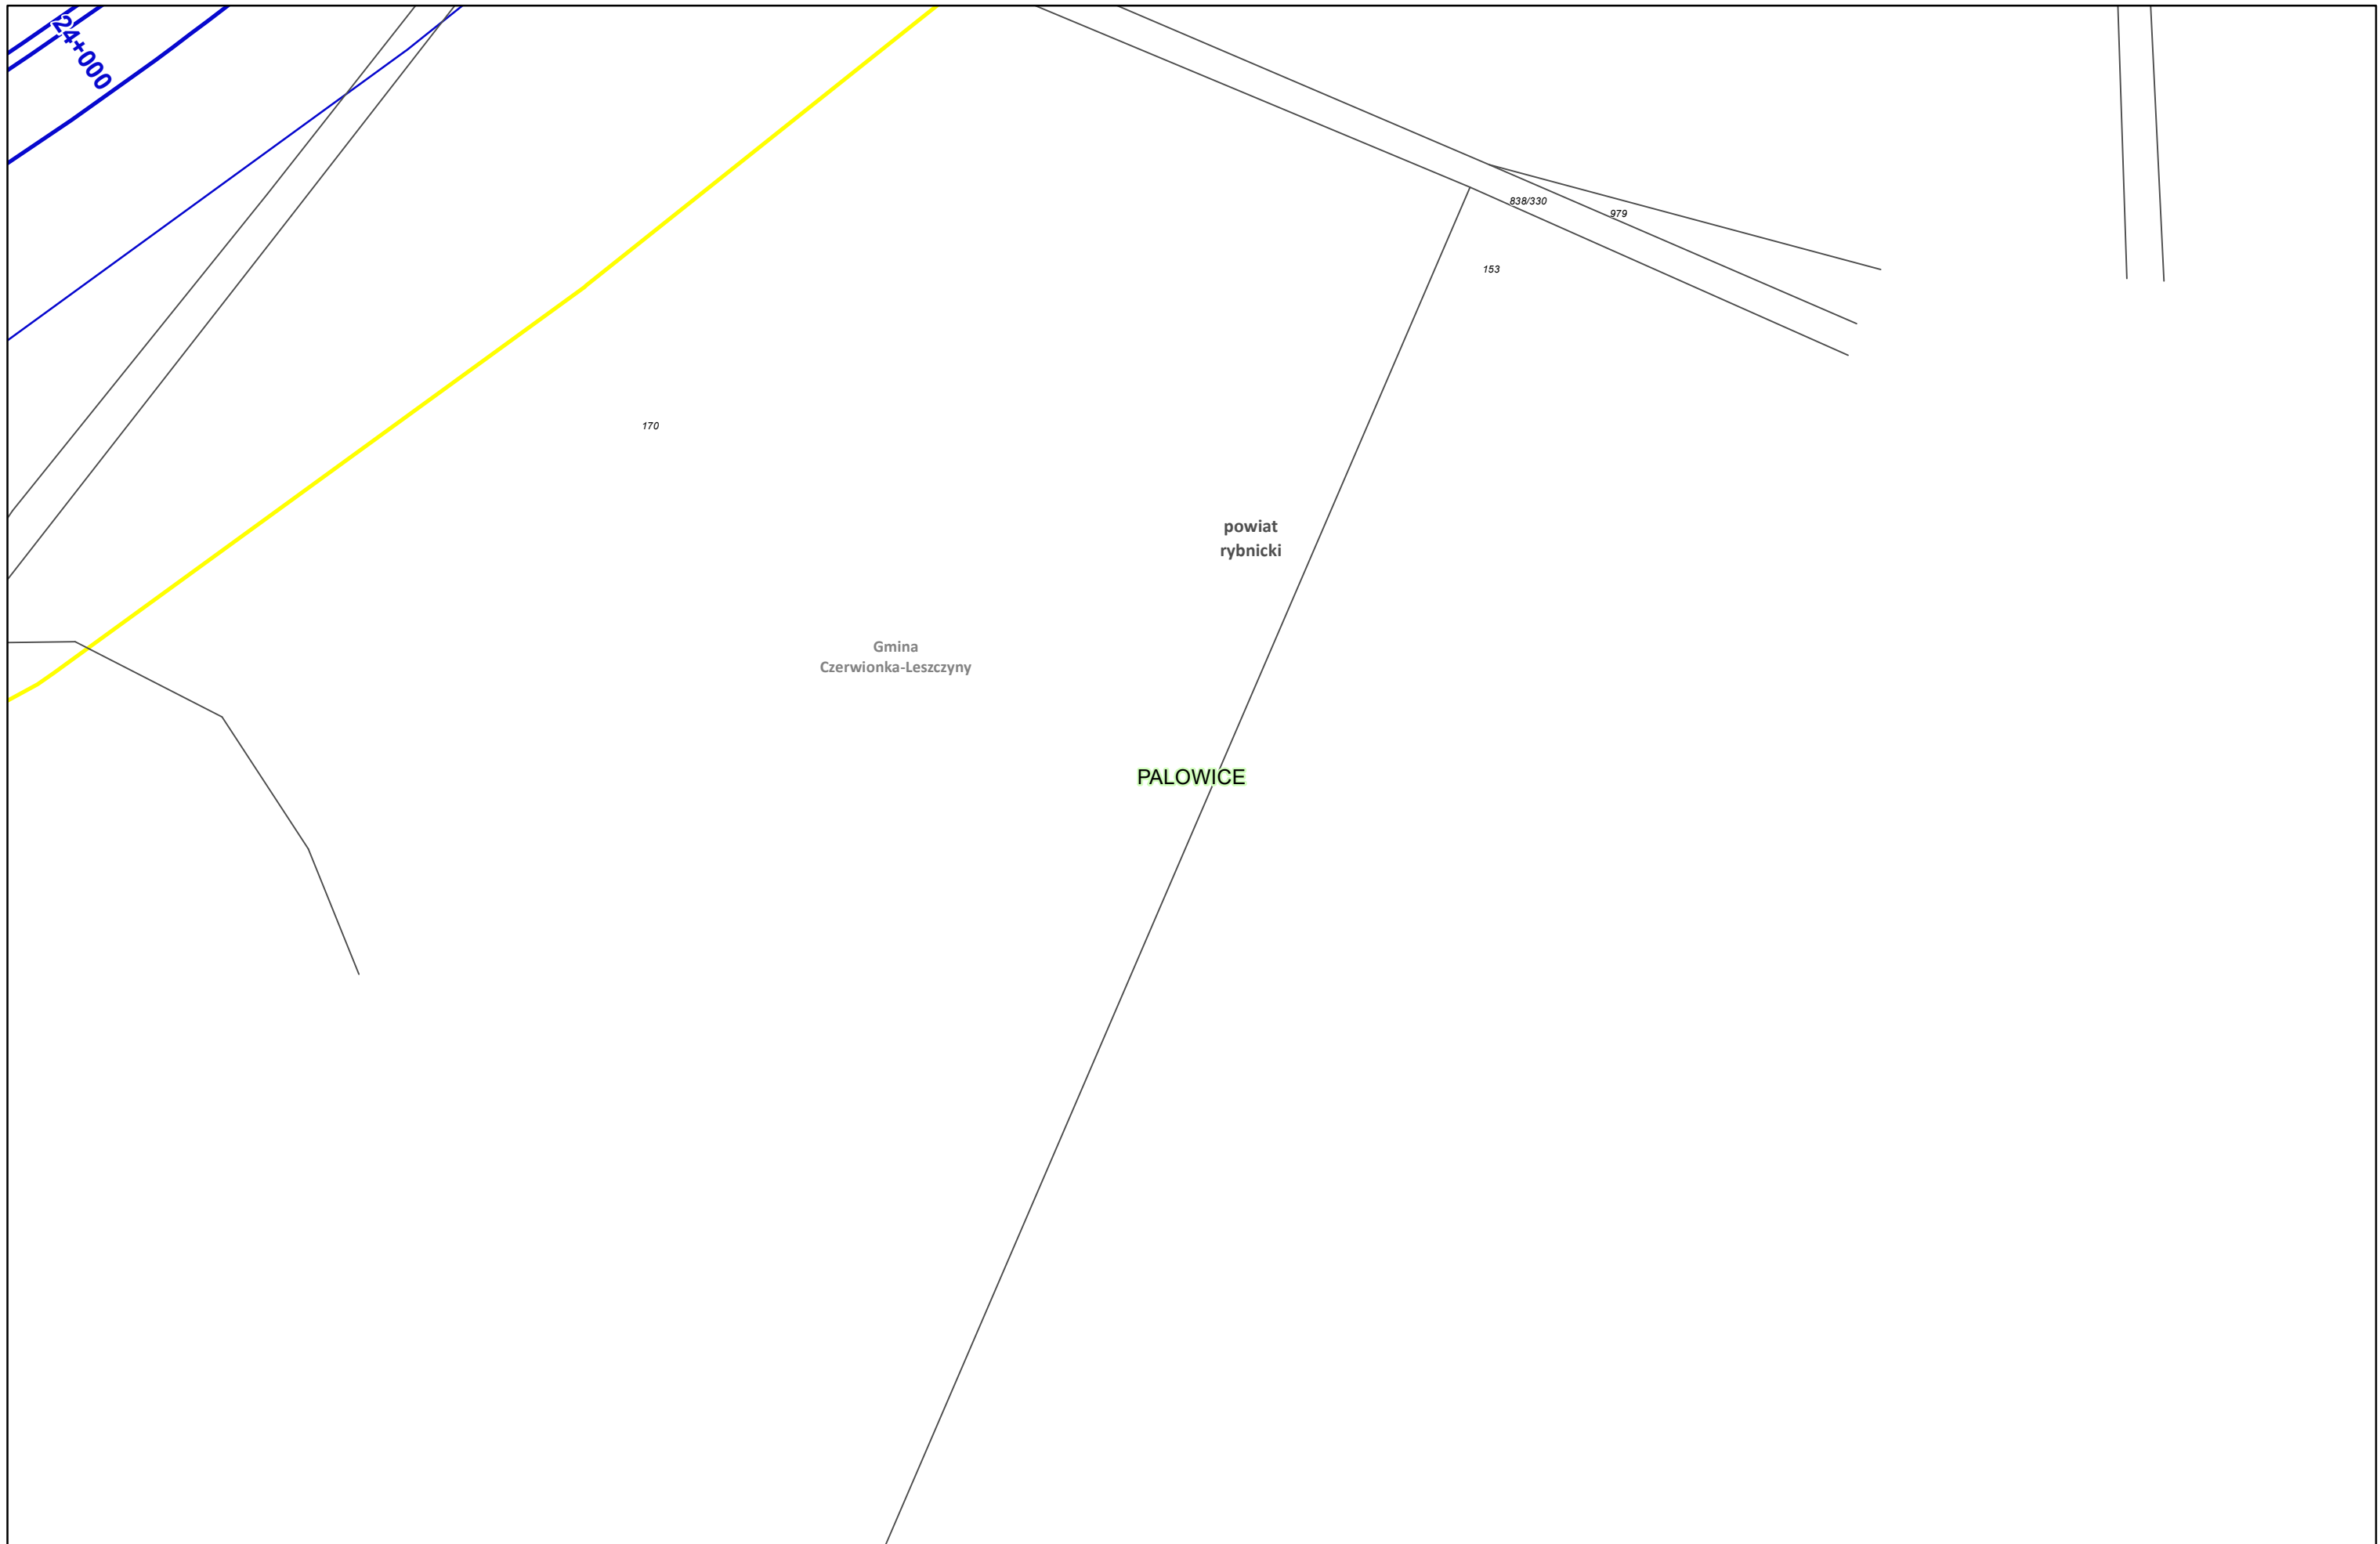 24+000
838/330
979
153
170
powiat
rybnicki
Gmina
Czerwionka-Leszczyny
PALOWICE